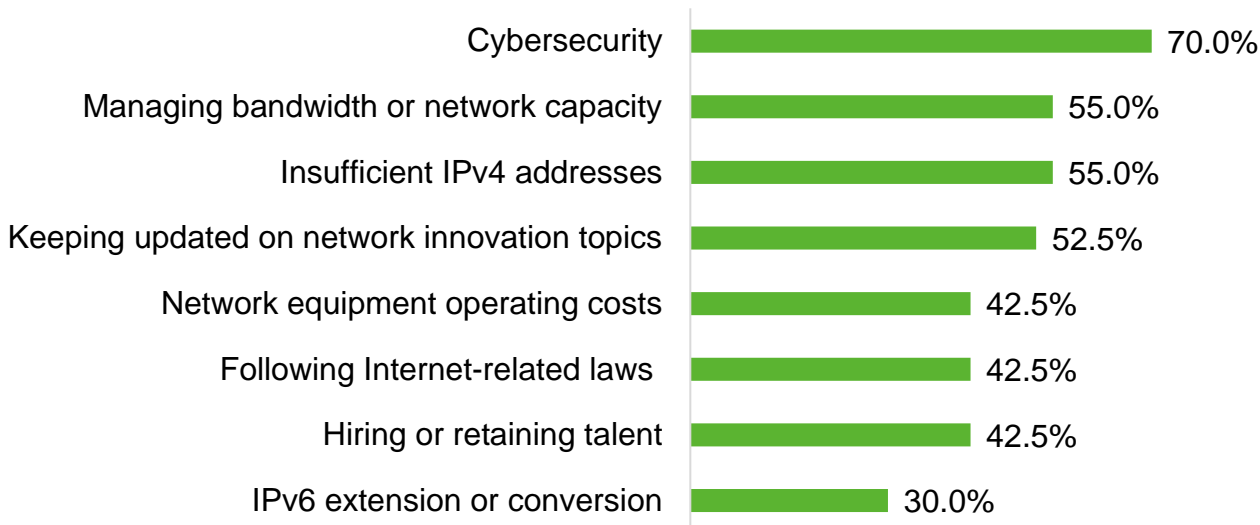 Cybersecurity 70.0%
Managing bandwidth or network capacity 55.0%
Insufficient IPv4 addresses 55.0%
Keeping updated on network innovation topics 52.5%
Network equipment operating costs 42.5%
Following Internet-related laws 42.5%
Hiring or retaining talent 42.5%
IPv6 extension or conversion 30.0%